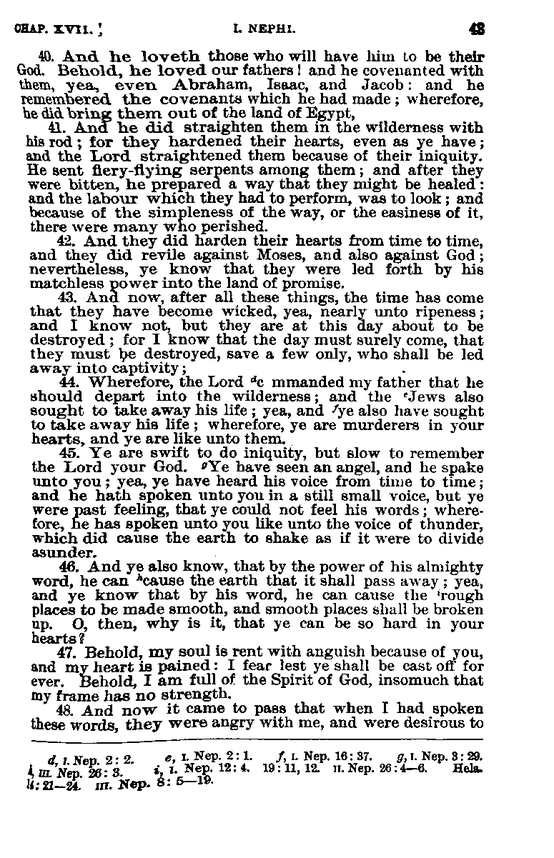 CHAP. XVII. I. NEPHI. 43
40. And he loveth those who will have him to be their
God. Behold, he loved our fathers! and he covenanted with
them, yea, even Abraham, Isaac, and Jacob: and he
remembered the covenants which he had made; wherefore,
he did bring them out of the land of Egypt,
41. And he did straighten them in the wilderness with
his rod; for they hardened their hearts, even as ye have;
and the Lord straightened them because of their iniquity.
He sent fiery-flying serpents among them; and after they
were bitten, he prepared a way that they might be healed:
and the labour which they had to perform, was to look; and
because of the simpleness of the way, or the easiness of it,
there were many who perished.
42. And they did harden their hearts from time to time,
and they did revile against Moses, and also against God;
nevertheless, ye know that they were led forth by his
matchless power into the land of promise.
43. And now, after all these things, the time has come
that they have become wicked, yea, nearly unto ripeness;
and I know not, but they are at this day about to be
destroyed; for I know that the day must surely come, that
they must be destroyed, save a few only, who shall be led
away into captivity;
44. Wherefore, the Lord dc mmanded my father that he
should depart into the wilderness; and the eJews also
sought to take away his life; yea, and fye also have sought
to take away his life; wherefore, ye are murderers in your
hearts, and ye are like unto them.
45. Ye are swift to do iniquity, but slow to remember
the Lord your God. gYe have seen an angel, and he spake
unto you; yea, ye have heard his voice from time to time;
and he hath spoken unto you in a still small voice, but ye
were past feeling, that ye could not feel his words; where-
fore, he has spoken unto you like unto the voice of thunder,
which did cause the earth to shake as if it were to divide
asunder.
46. And ye also know, that by the power of his almighty
word, he can hcause the earth that it shall pass away; yea,
and ye know that by his word, he can cause the irough
places to be made smooth, and smooth places shall be broken
up. O, then, why is it, that ye can be so hard in your
hearts?
47. Behold, my soul is rent with anguish because of you,
and my heart is pained: I fear lest ye shall be cast off for
ever. Behold, I am full of the Spirit of God, insomuch that
my frame has no strength.
48. And now it came to pass that when I had spoken
these words, they were angry with me, and were desirous to
d, I. Nep. 2:2. e, I. Nep. 2:1. f, I. Nep. 16:37. g, I. Nep. 3:29.
h, III. Nep. 26:3. i, I. Nep. 12:4. 19:11, 12. II. Nep. 26:4—6. Hela.
14:21—24. III. Nep. 8:5—19.